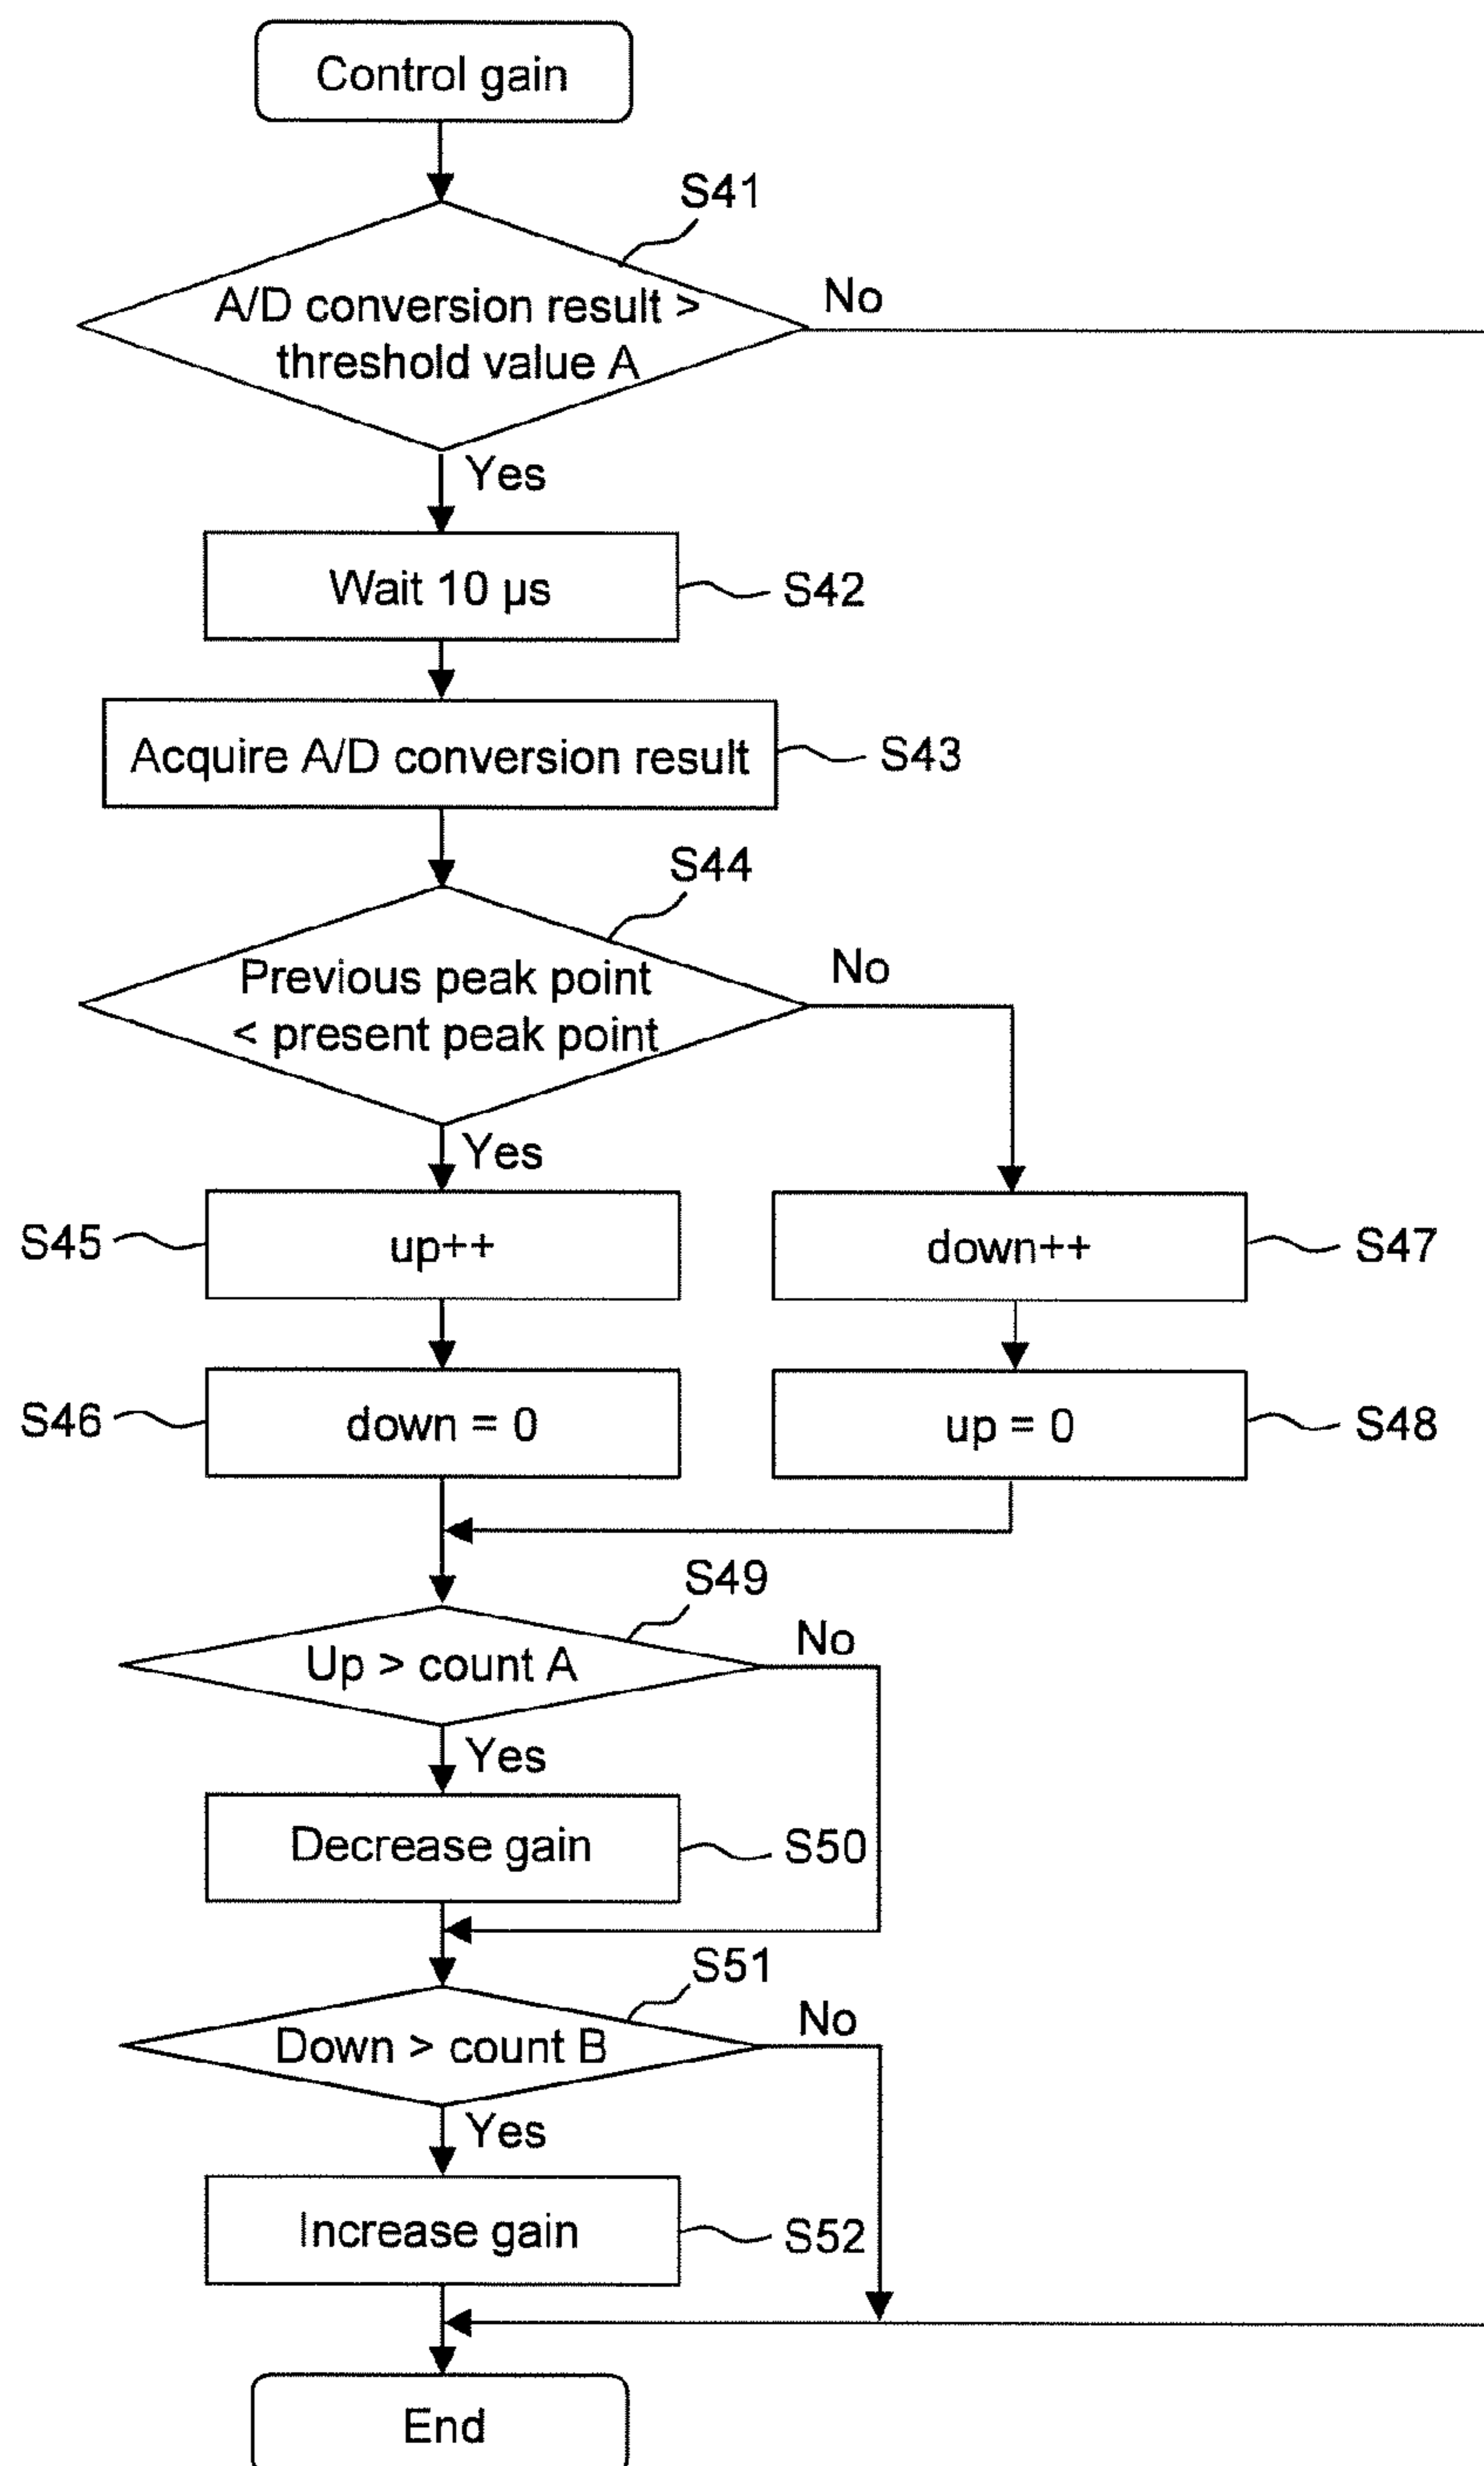 Control gain
S41
A/D conversion result >
threshold value A
No
Yes
Wait 10 µs
S42
Acquire A/D conversion result
S43
S44
Previous peak point
< present peak point
No
Yes
S45
up++
down++
S47
S46
down = 0
up = 0
S48
S49
Up > count A
No
Yes
Decrease gain
S50
S51
Down > count B
No
Yes
Increase gain
S52
End